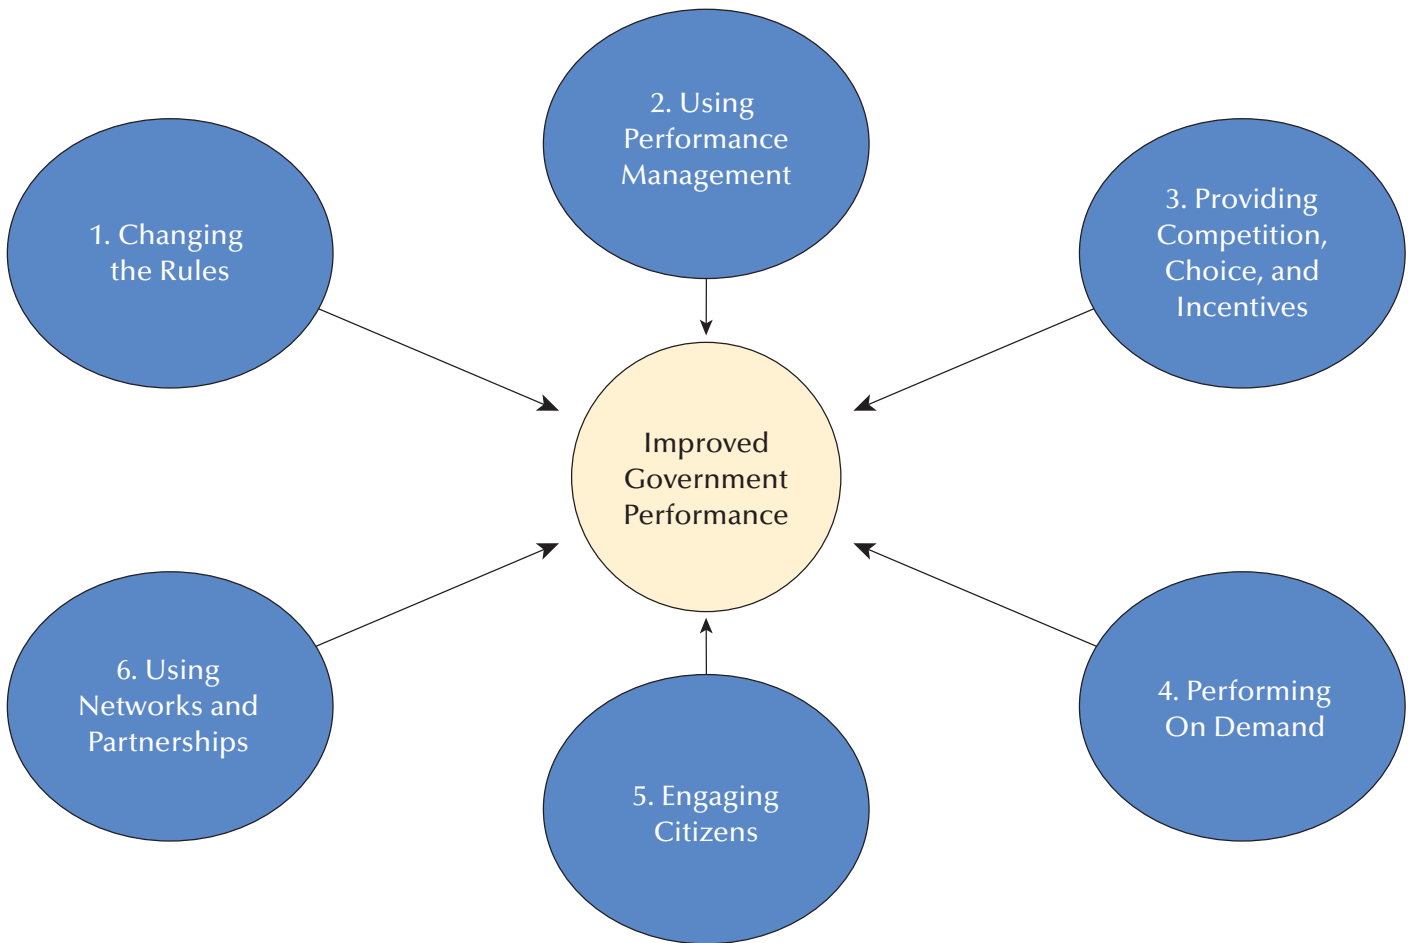 1. Changing
the Rules
2. Using
Performance
Management
3. Providing
Competition,
Choice, and
Incentives
Improved
Government
Performance
4. Performing
On Demand
5. Engaging
Citizens
6. Using
Networks and
Partnerships